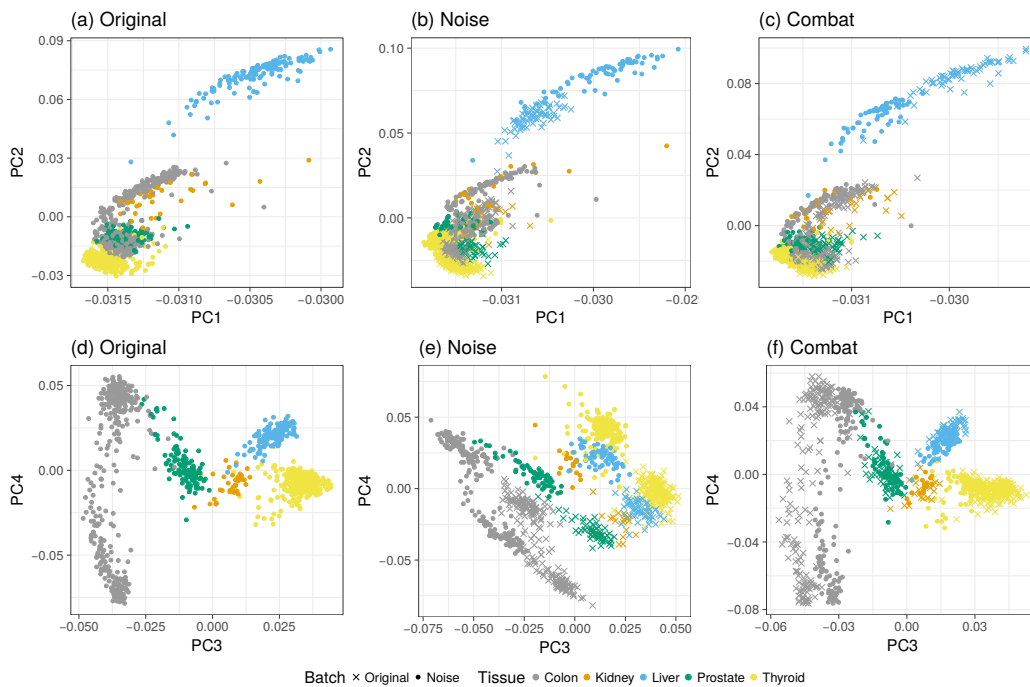 (a) Original
(b) Noise
(c) Combat
0.09
0.06
0.03
0.00
−0.03
PC2
−0.0315
−0.0310
−0.0305
−0.0300
PC1
0.10
0.05
0.00
PC2
−0.031
−0.030
−0.02
PC1
0.08
0.04
0.00
PC2
−0.031
−0.030
PC1
(d) Original
(e) Noise
(f) Combat
0.05
0.00
−0.05
PC4
−0.050
−0.025
0.000
0.025
PC3
0.05
0.00
−0.05
PC4
−0.075
−0.050
−0.025
0.000
0.025
0.050
PC3
0.04
0.00
−0.04
−0.08
PC4
−0.06
−0.03
0.00
0.03
PC3
Batch × Original • Noise Tissue Colon Kidney Liver Prostate Thyroid